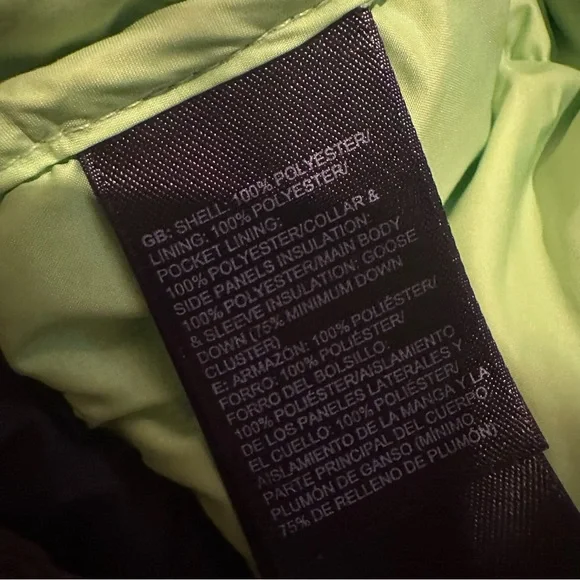 GB: SHELL: 100% POLYESTER/
LINING: 100% POLYESTER/
POCKET LINING:
100% POLYESTER/COLLAR &
SIDE PANELS INSULATION:
100% POLYESTER/MAIN BODY
& SLEEVE INSULATION: GOOSE
DOWN (75% MINIMUM DOWN
CLUSTER)
E: ARMAZON: 100% POLIÉSTER/
FORRO: 100% POLIÉSTER/
FORRO DEL BOLSILLO:
100% POLIÉSTER/AISLAMIENTO
DE LOS PANELES LATERALES Y
EL CUELLO: 100% POLIÉSTER/
AISLAMIENTO DE LA MANGA Y LA
PARTE PRINCIPAL DEL CUERPO:
PLUMÓN DE GANSO (MÍNIMO
75% DE RELLENO DE PLUMÓN)